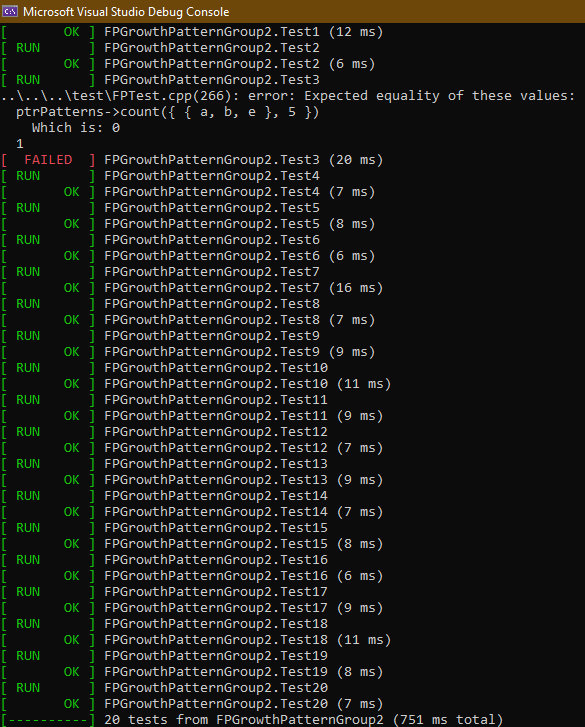 Microsoft Visual Studio Debug Console
[       OK ] FPGrowthPatternGroup2.Test1 (12 ms)
[ RUN      ] FPGrowthPatternGroup2.Test2
[       OK ] FPGrowthPatternGroup2.Test2 (6 ms)
[ RUN      ] FPGrowthPatternGroup2.Test3
..\..\..\test\FPTest.cpp(266): error: Expected equality of these values:
  ptrPatterns->count({ { a, b, e }, 5 })
    Which is: 0
  1
[  FAILED  ] FPGrowthPatternGroup2.Test3 (20 ms)
[ RUN      ] FPGrowthPatternGroup2.Test4
[       OK ] FPGrowthPatternGroup2.Test4 (7 ms)
[ RUN      ] FPGrowthPatternGroup2.Test5
[       OK ] FPGrowthPatternGroup2.Test5 (8 ms)
[ RUN      ] FPGrowthPatternGroup2.Test6
[       OK ] FPGrowthPatternGroup2.Test6 (6 ms)
[ RUN      ] FPGrowthPatternGroup2.Test7
[       OK ] FPGrowthPatternGroup2.Test7 (16 ms)
[ RUN      ] FPGrowthPatternGroup2.Test8
[       OK ] FPGrowthPatternGroup2.Test8 (7 ms)
[ RUN      ] FPGrowthPatternGroup2.Test9
[       OK ] FPGrowthPatternGroup2.Test9 (9 ms)
[ RUN      ] FPGrowthPatternGroup2.Test10
[       OK ] FPGrowthPatternGroup2.Test10 (11 ms)
[ RUN      ] FPGrowthPatternGroup2.Test11
[       OK ] FPGrowthPatternGroup2.Test11 (9 ms)
[ RUN      ] FPGrowthPatternGroup2.Test12
[       OK ] FPGrowthPatternGroup2.Test12 (7 ms)
[ RUN      ] FPGrowthPatternGroup2.Test13
[       OK ] FPGrowthPatternGroup2.Test13 (9 ms)
[ RUN      ] FPGrowthPatternGroup2.Test14
[       OK ] FPGrowthPatternGroup2.Test14 (7 ms)
[ RUN      ] FPGrowthPatternGroup2.Test15
[       OK ] FPGrowthPatternGroup2.Test15 (8 ms)
[ RUN      ] FPGrowthPatternGroup2.Test16
[       OK ] FPGrowthPatternGroup2.Test16 (6 ms)
[ RUN      ] FPGrowthPatternGroup2.Test17
[       OK ] FPGrowthPatternGroup2.Test17 (9 ms)
[ RUN      ] FPGrowthPatternGroup2.Test18
[       OK ] FPGrowthPatternGroup2.Test18 (11 ms)
[ RUN      ] FPGrowthPatternGroup2.Test19
[       OK ] FPGrowthPatternGroup2.Test19 (8 ms)
[ RUN      ] FPGrowthPatternGroup2.Test20
[       OK ] FPGrowthPatternGroup2.Test20 (7 ms)
[----------] 20 tests from FPGrowthPatternGroup2 (751 ms total)